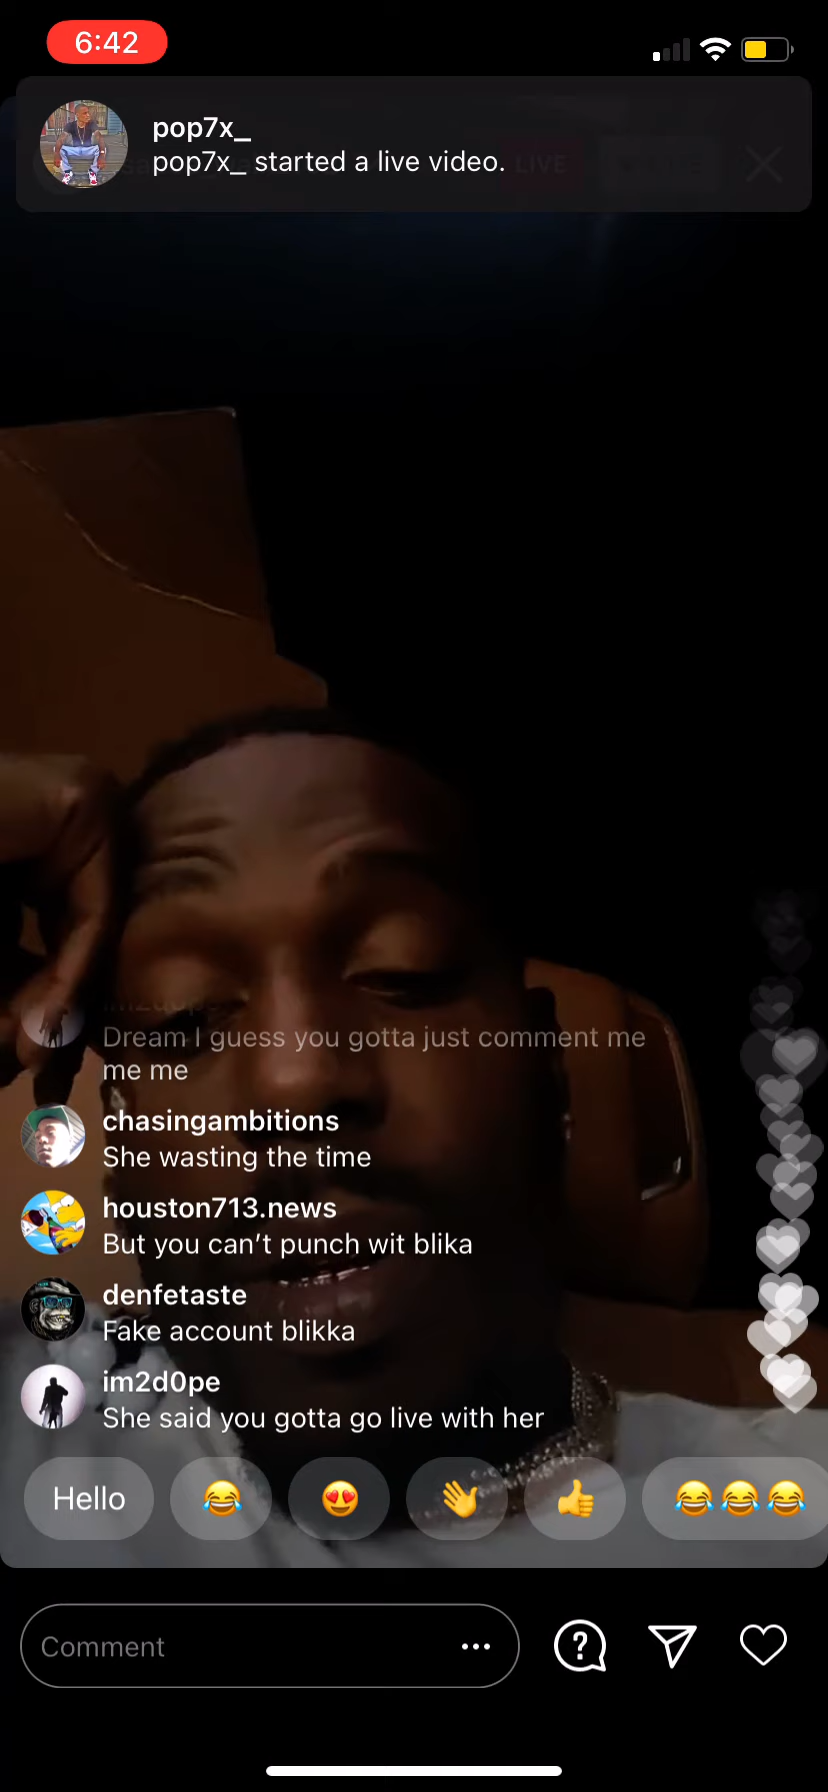 6:42
pop7x_
pop7x_ started a live video.
LIVE
im2d0pe
Dream I guess you gotta just comment me
me me
chasingambitions
She wasting the time
houston713.news
But you can’t punch wit blika
denfetaste
Fake account blikka
im2d0pe
She said you gotta go live with her
Hello 😂 😍 👋 👍 😂😂😂
Comment